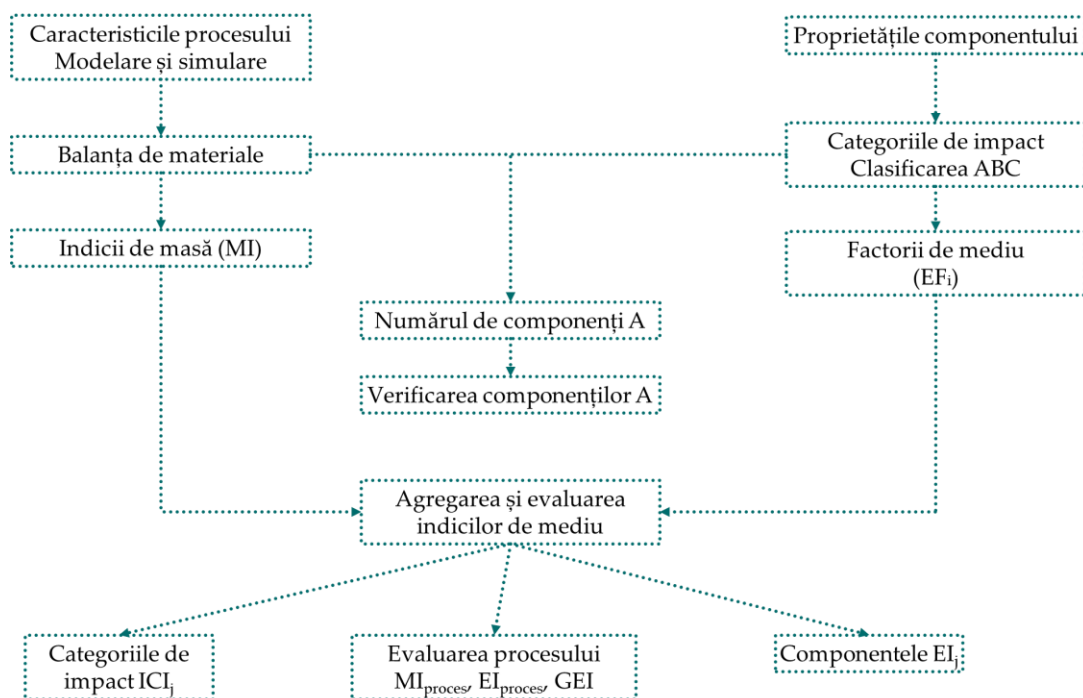 Caracteristicile procesului
Modelare și simulare
Proprietățile componentului
Balanța de materiale
Categoriile de impact
Clasificarea ABC
Indicii de masă (MI)
Factorii de mediu
(EFᵢ)
Numărul de componenți A
Verificarea componenților A
Agregarea și evaluarea
indicilor de mediu
Categoriile de
impact ICIⱼ
Evaluarea procesului
MIproces, EIproces, GEI
Componentele EIⱼ